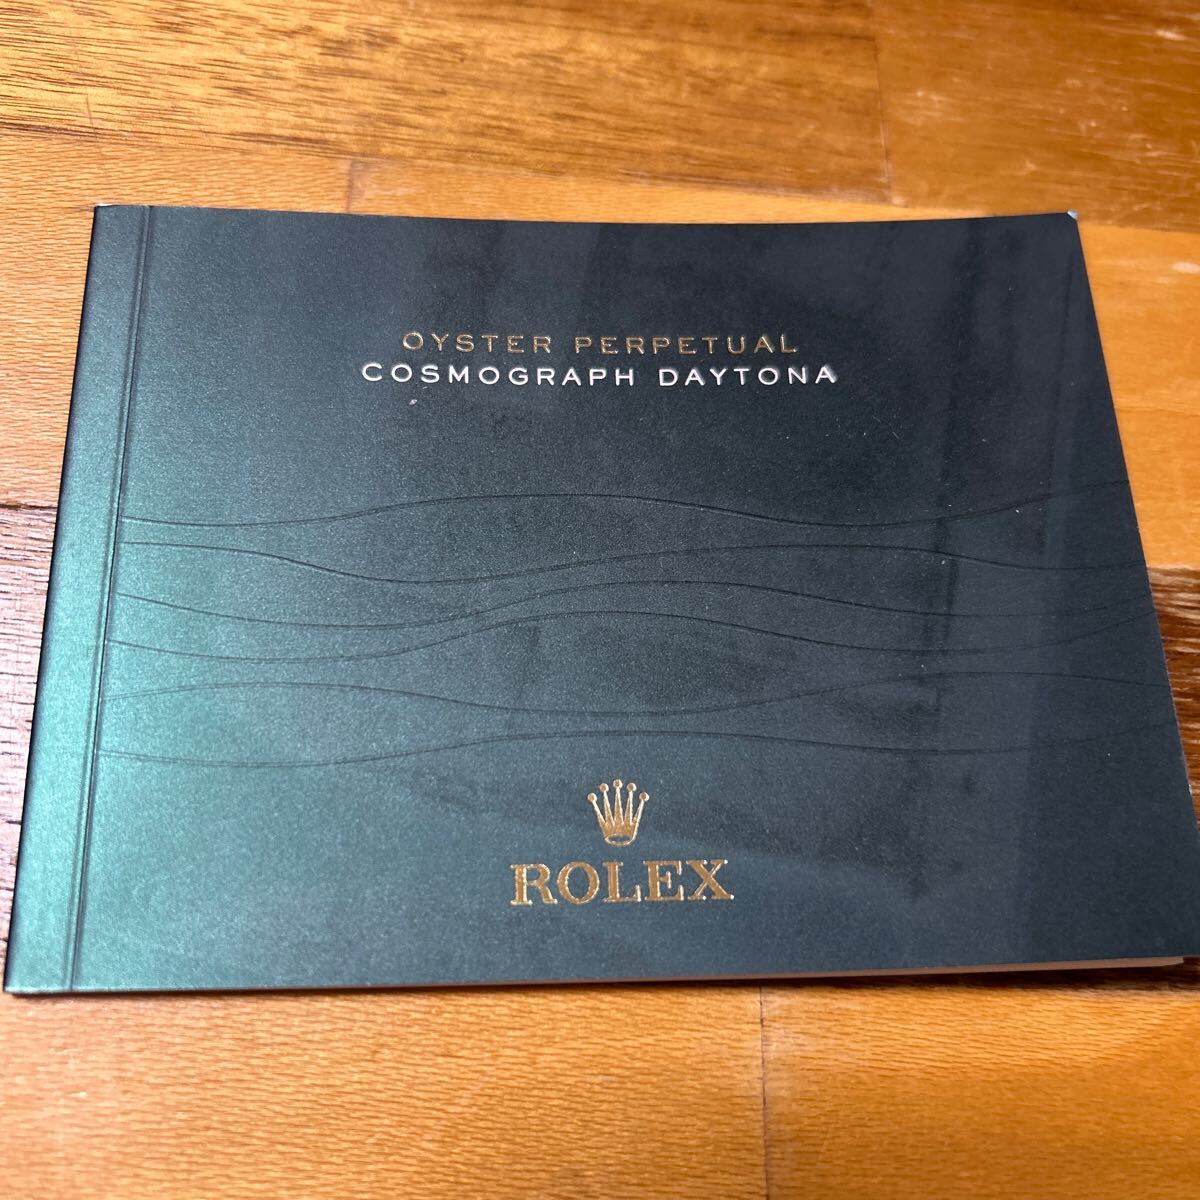 OYSTER PERPETUAL
COSMOGRAPH DAYTONA
ROLEX